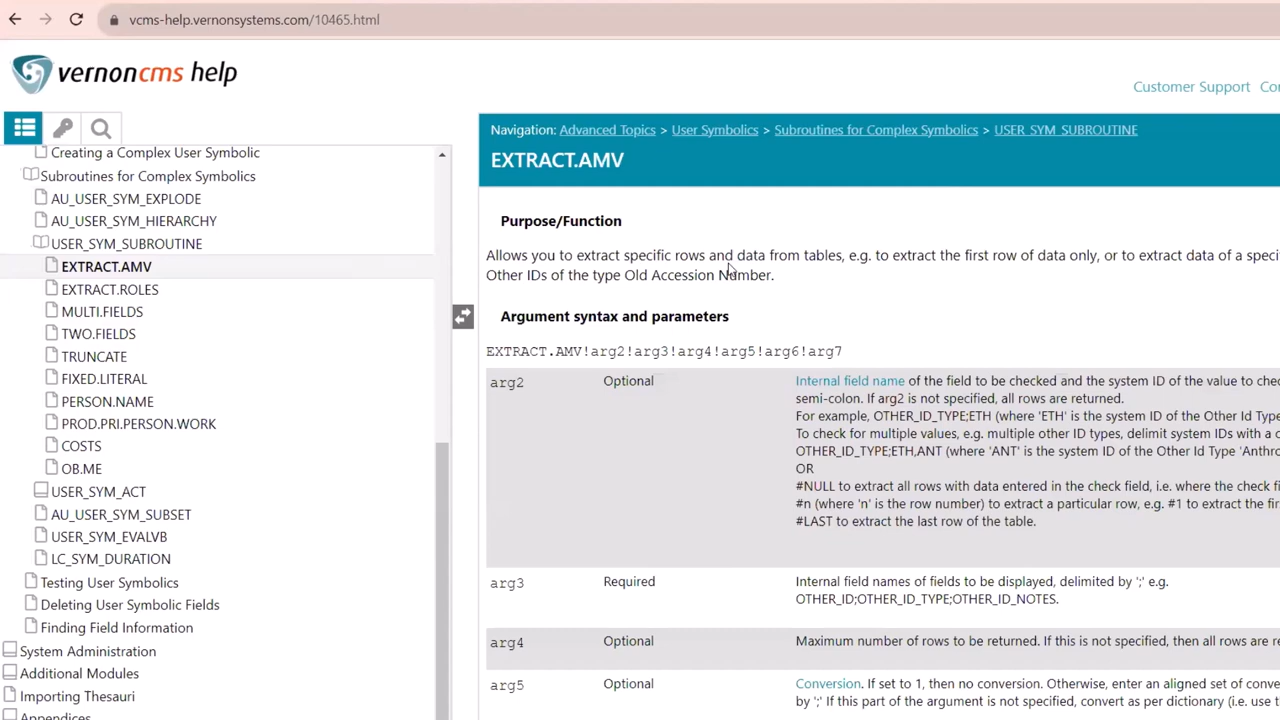 vcms-help.vernonsystems.com/10465.html
vernoncms help
Customer Support
Creating a Complex User Symbolic
Subroutines for Complex Symbolics
AU_USER_SYM_EXPLODE
AU_USER_SYM_HIERARCHY
USER_SYM_SUBROUTINE
EXTRACT.AMV
EXTRACT.ROLES
MULTI.FIELDS
TWO.FIELDS
TRUNCATE
FIXED.LITERAL
PERSON.NAME
PROD.PRI.PERSON.WORK
COSTS
OB.ME
USER_SYM_ACT
AU_USER_SYM_SUBSET
USER_SYM_EVALVB
LC_SYM_DURATION
Testing User Symbolics
Deleting User Symbolic Fields
Finding Field Information
System Administration
Additional Modules
Importing Thesauri
Appendices
Navigation: Advanced Topics > User Symbolics > Subroutines for Complex Symbolics > USER_SYM_SUBROUTINE
EXTRACT.AMV
Purpose/Function
Allows you to extract specific rows and data from tables, e.g. to extract the first row of data only, or to extract data of a speci
Other IDs of the type Old Accession Number.
Argument syntax and parameters
EXTRACT.AMV!arg2!arg3!arg4!arg5!arg6!arg7
arg2 Optional Internal field name of the field to be checked and the system ID of the value to che
semi-colon. If arg2 is not specified, all rows are returned.
For example, OTHER_ID_TYPE;ETH (where 'ETH' is the system ID of the Other Id Type
To check for multiple values, e.g. multiple other ID types, delimit system IDs with a c
OTHER_ID_TYPE;ETH,ANT (where 'ANT' is the system ID of the Other Id Type 'Anthro
OR
#NULL to extract all rows with data entered in the check field, i.e. where the check fi
#n (where 'n' is the row number) to extract a particular row, e.g. #1 to extract the fir
#LAST to extract the last row of the table.
arg3 Required Internal field names of fields to be displayed, delimited by ';' e.g.
OTHER_ID;OTHER_ID_TYPE;OTHER_ID_NOTES.
arg4 Optional Maximum number of rows to be returned. If this is not specified, then all rows are re
arg5 Optional Conversion. If set to 1, then no conversion. Otherwise, enter an aligned set of conve
by ';' If this part of the argument is not specified, convert as per dictionary (i.e. use t